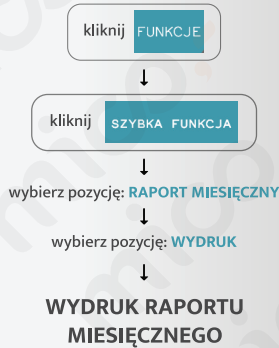 kliknij FUNKCJE
kliknij SZYBKA FUNKCJA
wybierz pozycję: RAPORT MIESIĘCZNY
wybierz pozycję: WYDRUK
WYDRUK RAPORTU
MIESIĘCZNEGO